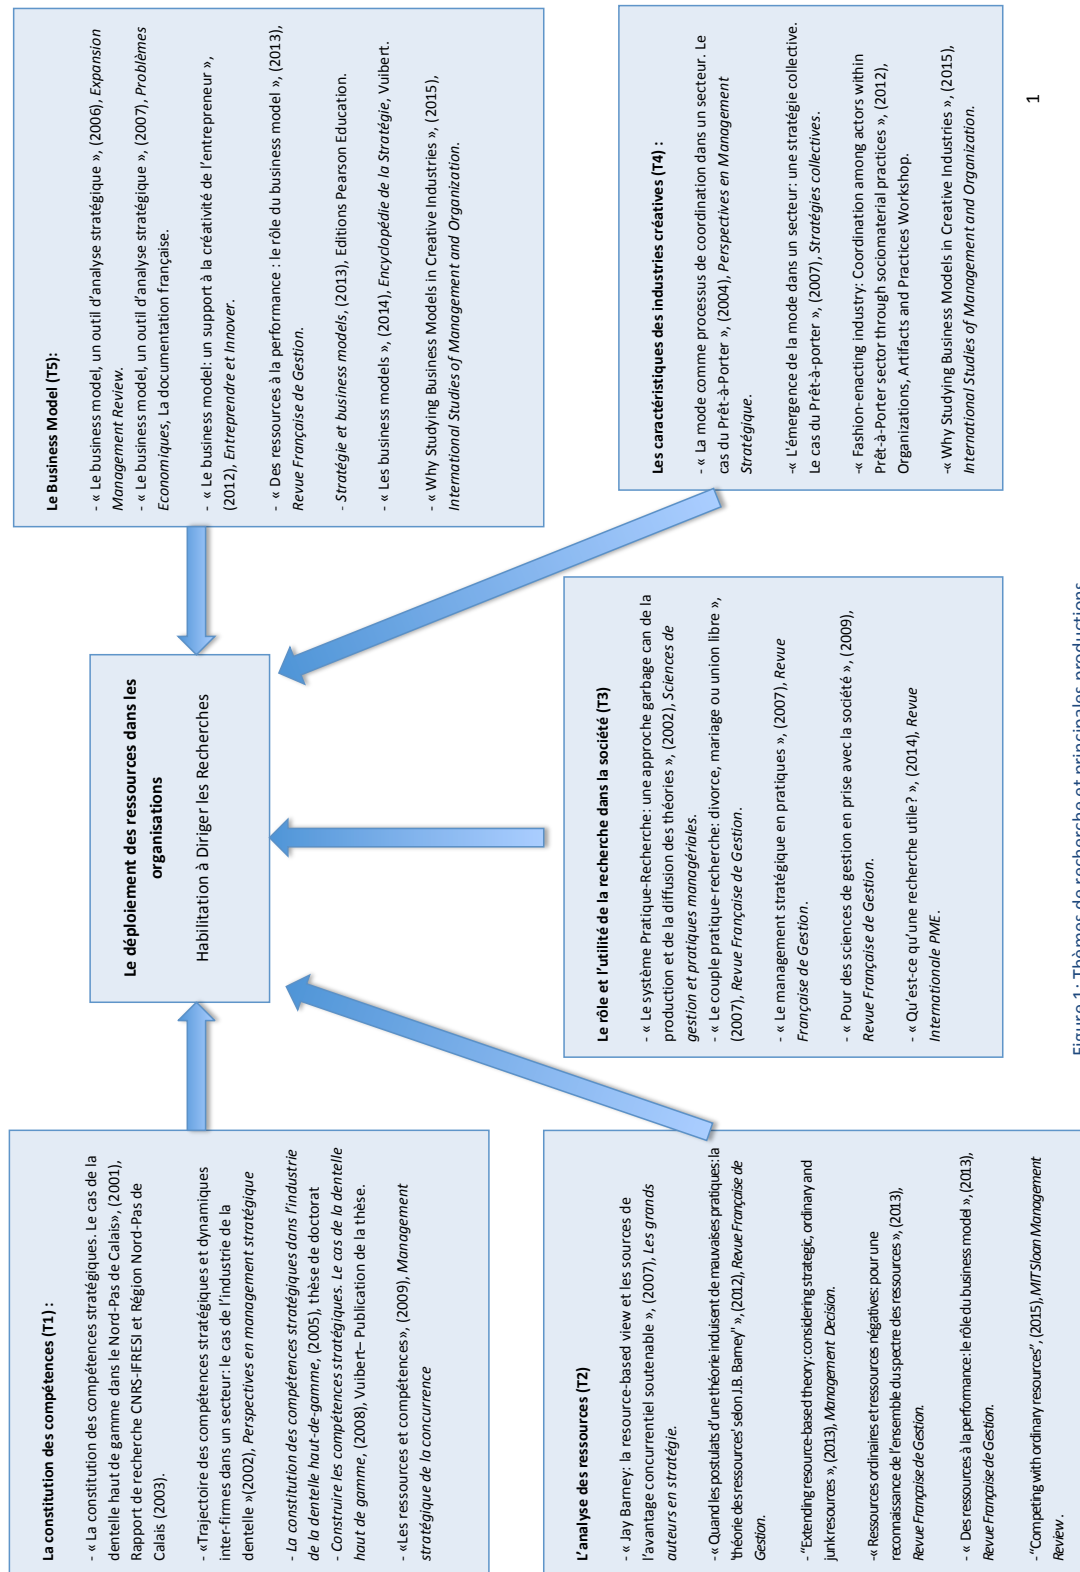 La constitution des compétences (T1) :
- « La constitution des compétences stratégiques. Le cas de la
dentelle haut de gamme dans le Nord-Pas de Calais», (2001),
Rapport de recherche CNRS-IFRESI et Région Nord-Pas de
Calais (2003).
- «Trajectoire des compétences stratégiques et dynamiques
inter-firmes dans un secteur: le cas de l'industrie de la
dentelle »(2002), Perspectives en management stratégique
- La constitution des compétences stratégiques dans l'industrie
de la dentelle haut-de-gamme, (2005), thèse de doctorat
- Construire les compétences stratégiques. Le cas de la dentelle
haut de gamme, (2008), Vuibert– Publication de la thèse.
- «Les ressources et compétences», (2009), Management
stratégique de la concurrence
Le déploiement des ressources dans les
organisations
Habilitation à Diriger les Recherches
Le Business Model (T5):
- « Le business model, un outil d'analyse stratégique », (2006), Expansion
Management Review.
- « Le business model, un outil d'analyse stratégique », (2007), Problèmes
Economiques, La documentation française.
- « Le business model: un support à la créativité de l'entrepreneur »,
(2012), Entreprendre et Innover.
- « Des ressources à la performance : le rôle du business model », (2013),
Revue Française de Gestion.
- Stratégie et business models, (2013), Editions Pearson Education.
- « Les business models », (2014), Encyclopédie de la Stratégie, Vuibert.
- « Why Studying Business Models in Creative Industries », (2015),
International Studies of Management and Organization.
L'analyse des ressources (T2)
- « Jay Barney: la resource-based view et les sources de
l'avantage concurrentiel soutenable », (2007), Les grands
auteurs en stratégie.
- « Quand les postulats d'une théorie induisent de mauvaises pratiques: la
'théorie des ressources' selon J.B. Barney" », (2012), Revue Française de
Gestion.
- "Extending resource-based theory: considering strategic, ordinary and
junk resources », (2013), Management Decision.
-« Ressources ordinaires et ressources négatives: pour une
reconnaissance de l'ensemble du spectre des ressources », (2013),
Revue Française de Gestion.
- « Des ressources à la performance: le rôle du business model », (2013),
Revue Française de Gestion.
- "Competing with ordinary resources", (2015), MIT Sloan Management
Review.
Le rôle et l'utilité de la recherche dans la société (T3)
- « Le système Pratique-Recherche: une approche garbage can de la
production et de la diffusion des théories », (2002), Sciences de
gestion et pratiques managériales.
- « Le couple pratique-recherche: divorce, mariage ou union libre »,
(2007), Revue Française de Gestion.
- « Le management stratégique en pratiques », (2007), Revue
Française de Gestion.
- « Pour des sciences de gestion en prise avec la société », (2009),
Revue Française de Gestion.
- « Qu'est-ce qu'une recherche utile? », (2014), Revue
Internationale PME.
Les caractéristiques des industries créatives (T4) :
- « La mode comme processus de coordination dans un secteur. Le
cas du Prêt-à-Porter », (2004), Perspectives en Management
Stratégique.
-« L'émergence de la mode dans un secteur: une stratégie collective.
Le cas du Prêt-à-porter », (2007), Stratégies collectives.
-« Fashion-enacting industry: Coordination among actors within
Prêt-à-Porter sector through sociomaterial practices », (2012),
Organizations, Artifacts and Practices Workshop.
-« Why Studying Business Models in Creative Industries », (2015),
International Studies of Management and Organization.
1
Figure 1: Thèmes de recherche et principales productions